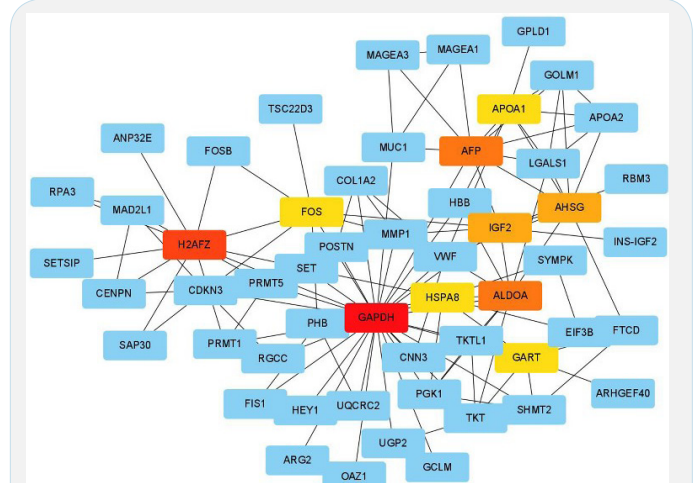 GPLD1
MAGEA3
MAGEA1
GOLM1
TSC22D3
APOA1
APOA2
ANP32E
FOSB
MUC1
AFP
LGALS1
COL1A2
RBM3
RPA3
MAD2L1
HBB
AHSG
FOS
IGF2
MMP1
INS-IGF2
H2AFZ
POSTN
SETSIP
VWF
SYMPK
SET
CENPN
CDKN3
PRMT5
HSPA8
ALDOA
GAPDH
PHB
SAP30
PRMT1
TKTL1
EIF3B
FTCD
RGCC
CNN3
GART
PGK1
ARHGEF40
FIS1
HEY1
UQCRC2
TKT
SHMT2
UGP2
ARG2
GCLM
OAZ1